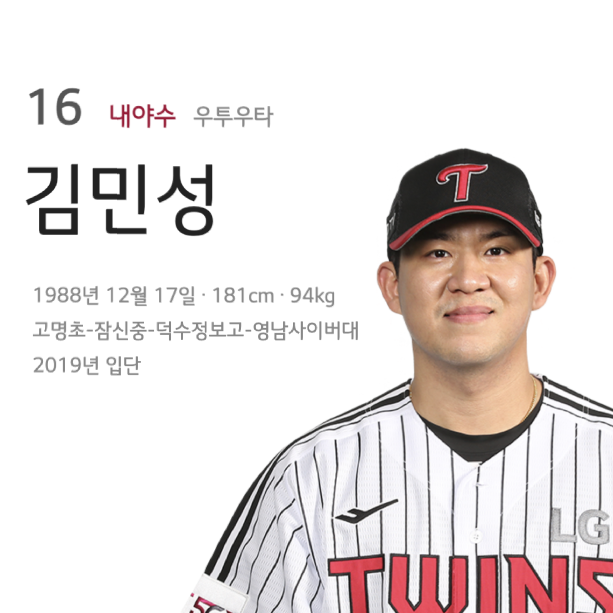 16 내야수 우투우타
김민성
1988년 12월 17일 · 181cm · 94kg
고명초-잠신중-덕수정보고-영남사이버대
2019년 입단
T
LG
TWINS